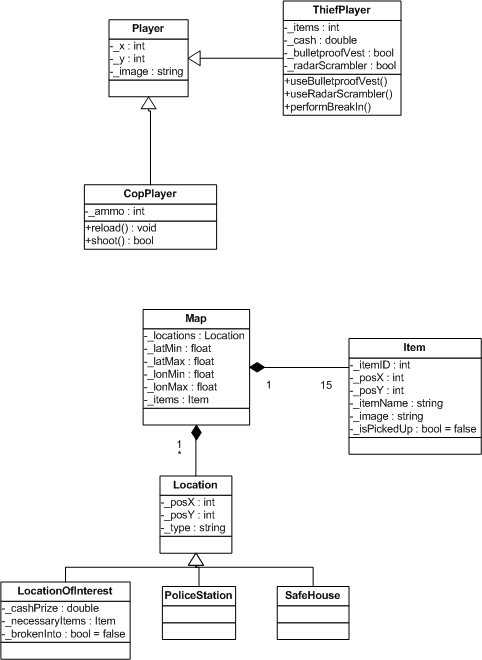 Player
-_x : int
-_y : int
-_image : string
ThiefPlayer
-_items : int
-_cash : double
-_bulletproofVest : bool
-_radarScrambler : bool
+useBulletproofVest()
+useRadarScrambler()
+performBreakIn()
CopPlayer
-_ammo : int
+reload() : void
+shoot() : bool
Map
-_locations : Location
-_latMin : float
-_latMax : float
-_lonMin : float
-_lonMax : float
-_items : Item
1
15
Item
-_itemID : int
-_posX : int
-_posY : int
-_itemName : string
-_image : string
-_isPickedUp : bool = false
1
*
Location
-_posX : int
-_posY : int
-_type : string
LocationOfInterest
-_cashPrize : double
-_necessaryItems : Item
-_brokenInto : bool = false
PoliceStation
SafeHouse